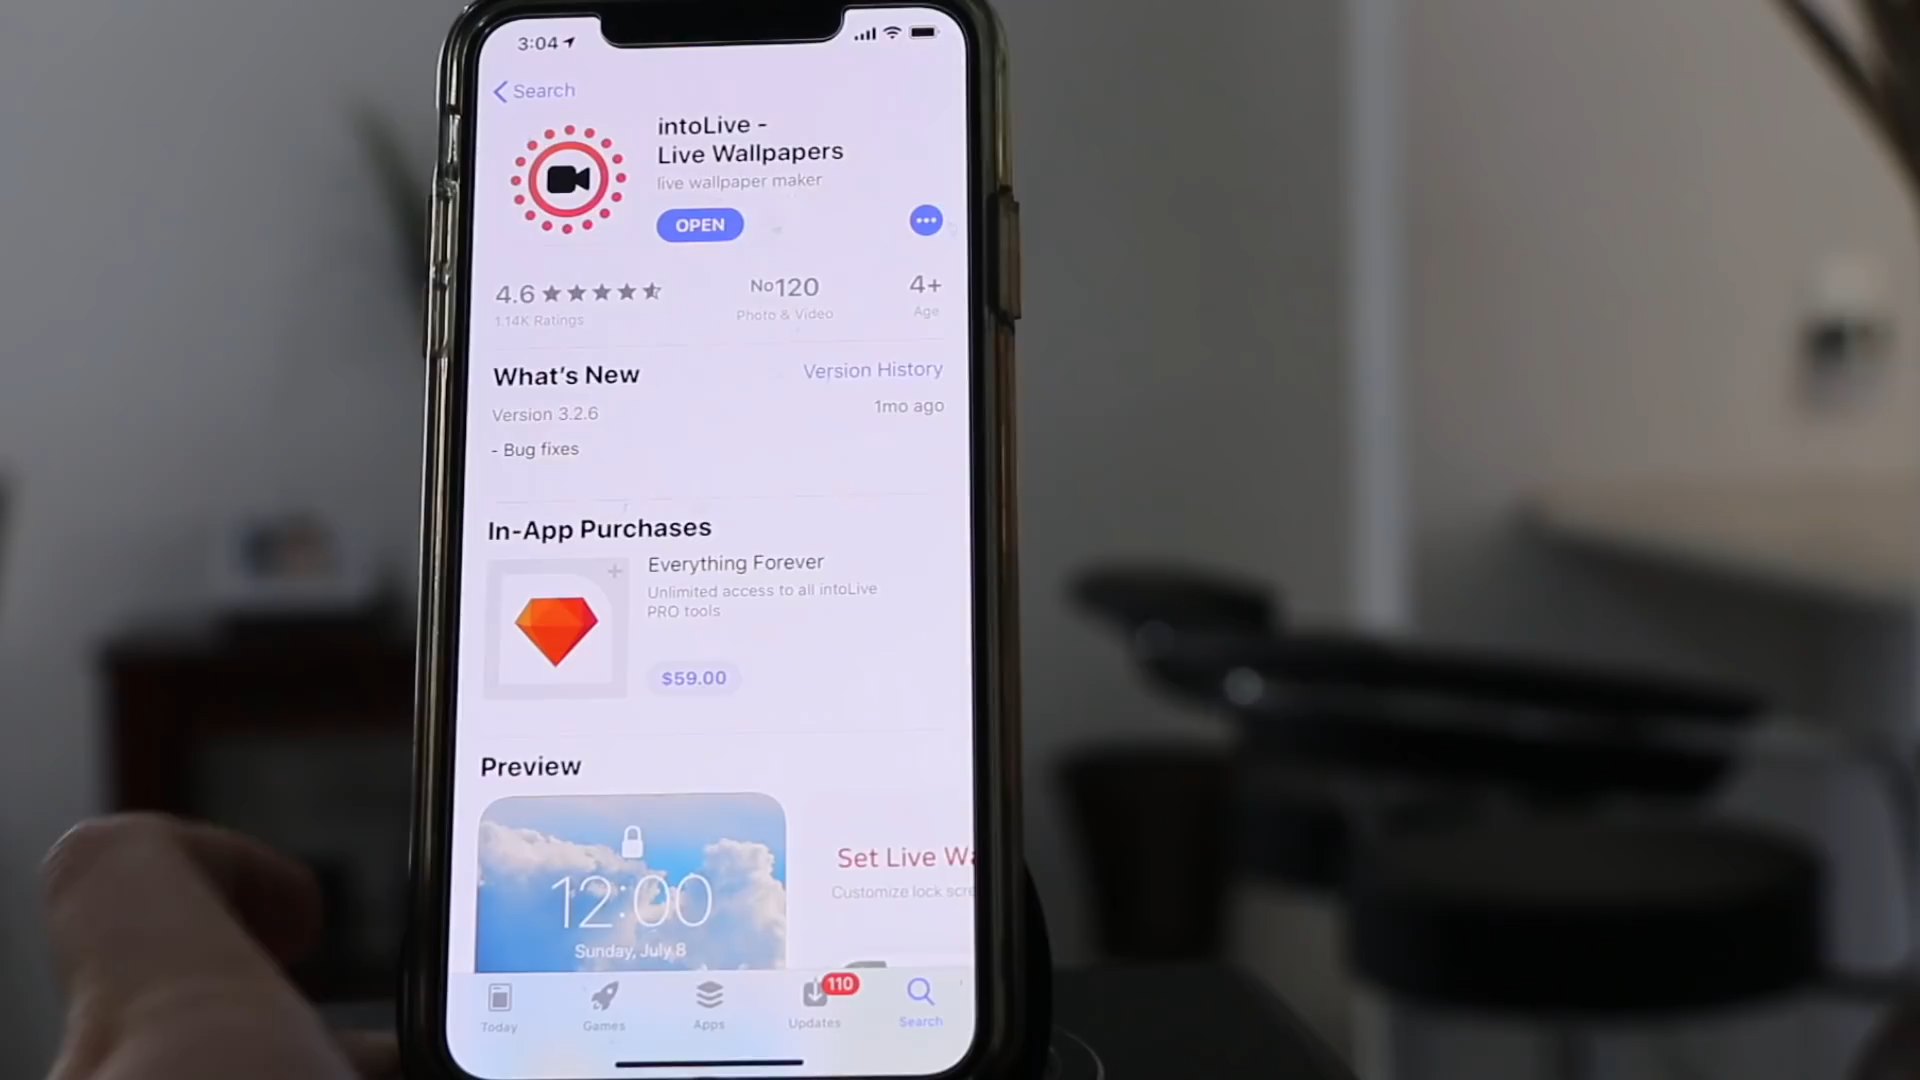 3:04
Search
intoLive -
Live Wallpapers
live wallpaper maker
OPEN
4.6
1.14K Ratings
No120
Photo & Video
4+
Age
What's New
Version History
Version 3.2.6
1mo ago
- Bug fixes
In-App Purchases
Everything Forever
Unlimited access to all intoLive
PRO tools
$59.00
Preview
12:00
Sunday, July 8
Set Live Wa
Customize lock scre
110
Today
Games
Apps
Updates
Search